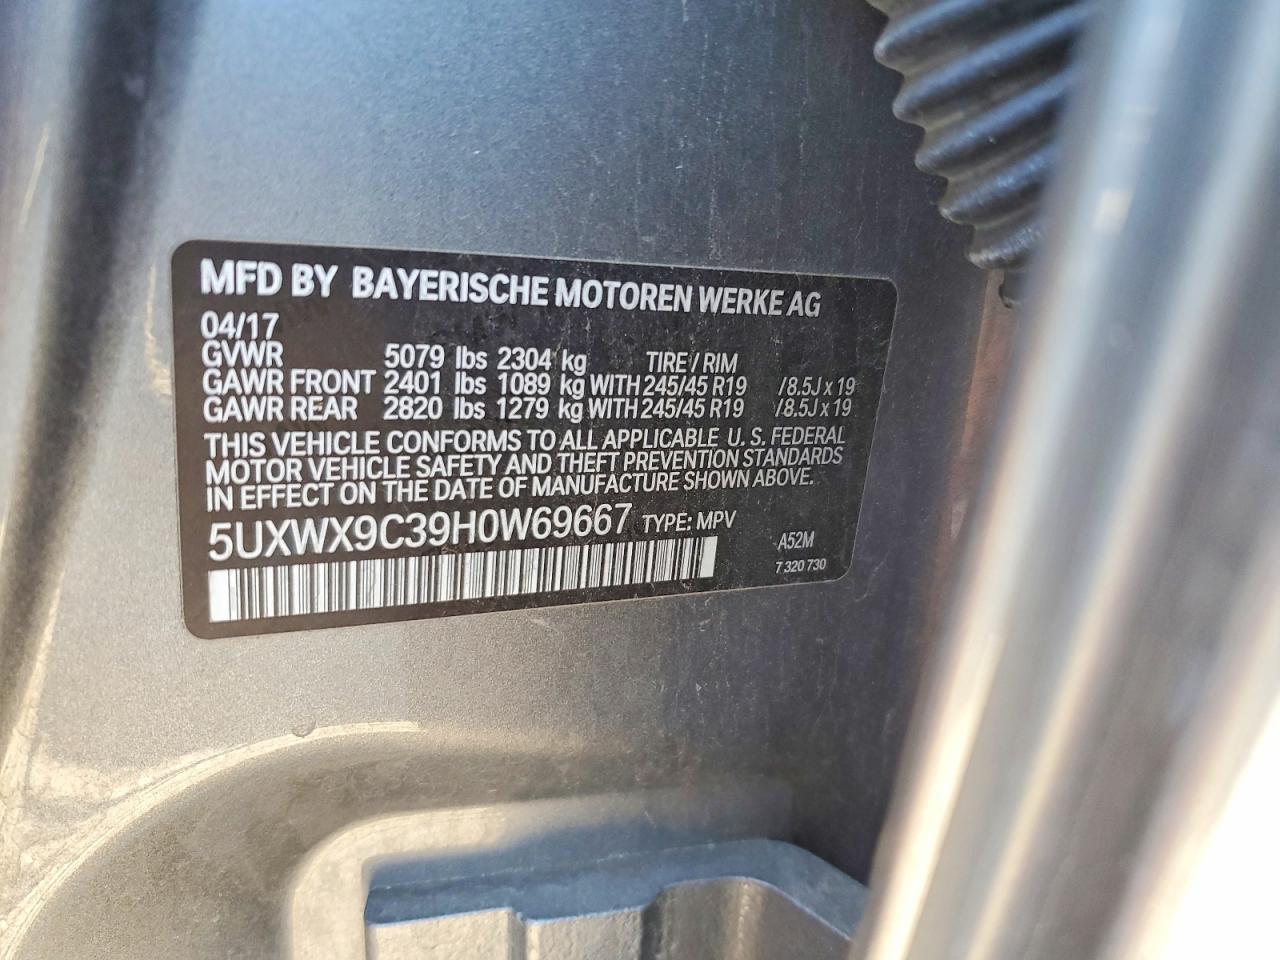 MFD BY BAYERISCHE MOTOREN WERKE AG
04/17
GVWR 5079 lbs 2304 kg TIRE / RIM
GAWR FRONT 2401 lbs 1089 kg WITH 245/45 R19 /8.5J x 19
GAWR REAR 2820 lbs 1279 kg WITH 245/45 R19 /8.5J x 19
THIS VEHICLE CONFORMS TO ALL APPLICABLE U. S. FEDERAL
MOTOR VEHICLE SAFETY AND THEFT PREVENTION STANDARDS
IN EFFECT ON THE DATE OF MANUFACTURE SHOWN ABOVE.
5UXWX9C39H0W69667 TYPE: MPV
A52M
7 320 730